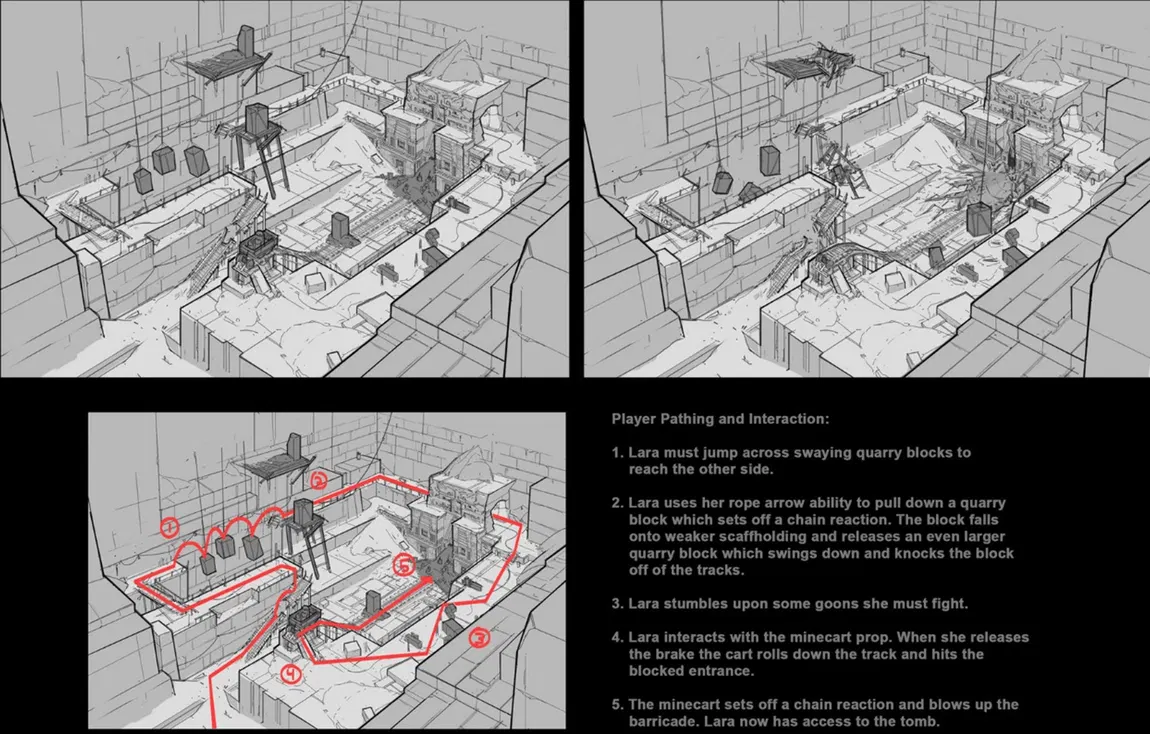 Player Pathing and Interaction:
1. Lara must jump across swaying quarry blocks to
reach the other side.
2. Lara uses her rope arrow ability to pull down a quarry
block which sets off a chain reaction. The block falls
onto weaker scaffholding and releases an even larger
quarry block which swings down and knocks the block
off of the tracks.
3. Lara stumbles upon some goons she must fight.
4. Lara interacts with the minecart prop. When she releases
the brake the cart rolls down the track and hits the
blocked entrance.
5. The minecart sets off a chain reaction and blows up the
barricade. Lara now has access to the tomb.
1
2
5
3
4